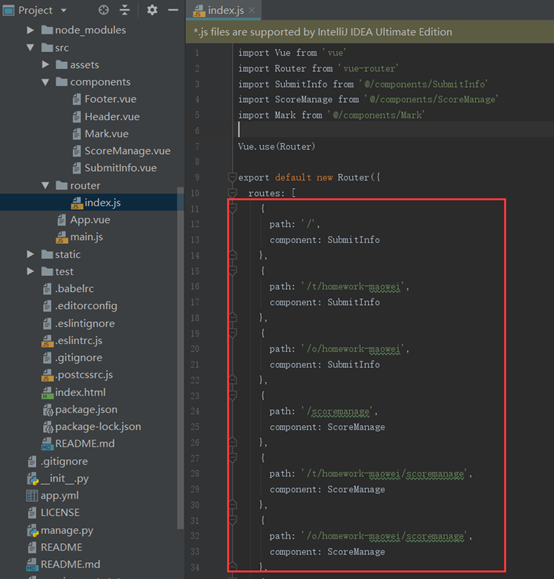 Project
node_modules
src
assets
components
Footer.vue
Header.vue
Mark.vue
ScoreManage.vue
SubmitInfo.vue
router
index.js
App.vue
main.js
static
test
.babelrc
.editorconfig
.eslintignore
.eslintrc.js
.gitignore
.postcssrc.js
index.html
package.json
package-lock.json
README.md
.gitignore
__init__.py
app.yml
LICENSE
manage.py
README
README.md
index.js
*.js files are supported by IntelliJ IDEA Ultimate Edition
1 import Vue from 'vue'
2 import Router from 'vue-router'
3 import SubmitInfo from '@/components/SubmitInfo'
4 import ScoreManage from '@/components/ScoreManage'
5 import Mark from '@/components/Mark'
6
7 Vue.use(Router)
8
9 export default new Router({
10 routes: [
11 {
12 path: '/',
13 component: SubmitInfo
14 },
15 {
16 path: '/t/homework-maowei',
17 component: SubmitInfo
18 },
19 {
20 path: '/o/homework-maowei',
21 component: SubmitInfo
22 },
23 {
24 path: '/scoremanage',
25 component: ScoreManage
26 },
27 {
28 path: '/t/homework-maowei/scoremanage',
29 component: ScoreManage
30 },
31 {
32 path: '/o/homework-maowei/scoremanage',
33 component: ScoreManage
34 },